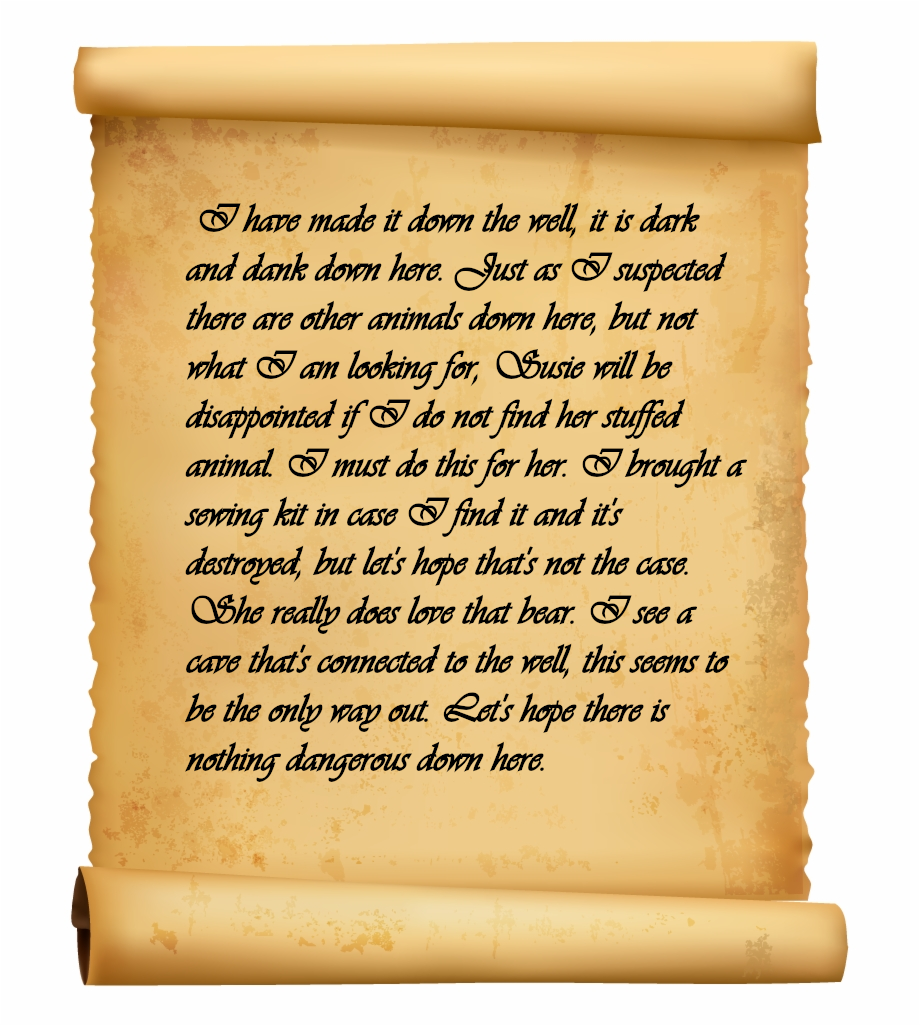 I have made it down the well, it is dark
and dank down here. Just as I suspected
there are other animals down here, but not
what I am looking for, Susie will be
disappointed if I do not find her stuffed
animal. I must do this for her. I brought a
sewing kit in case I find it and it's
destroyed, but let's hope that's not the case.
She really does love that bear. I see a
cave that's connected to the well, this seems to
be the only way out. Let's hope there is
nothing dangerous down here.